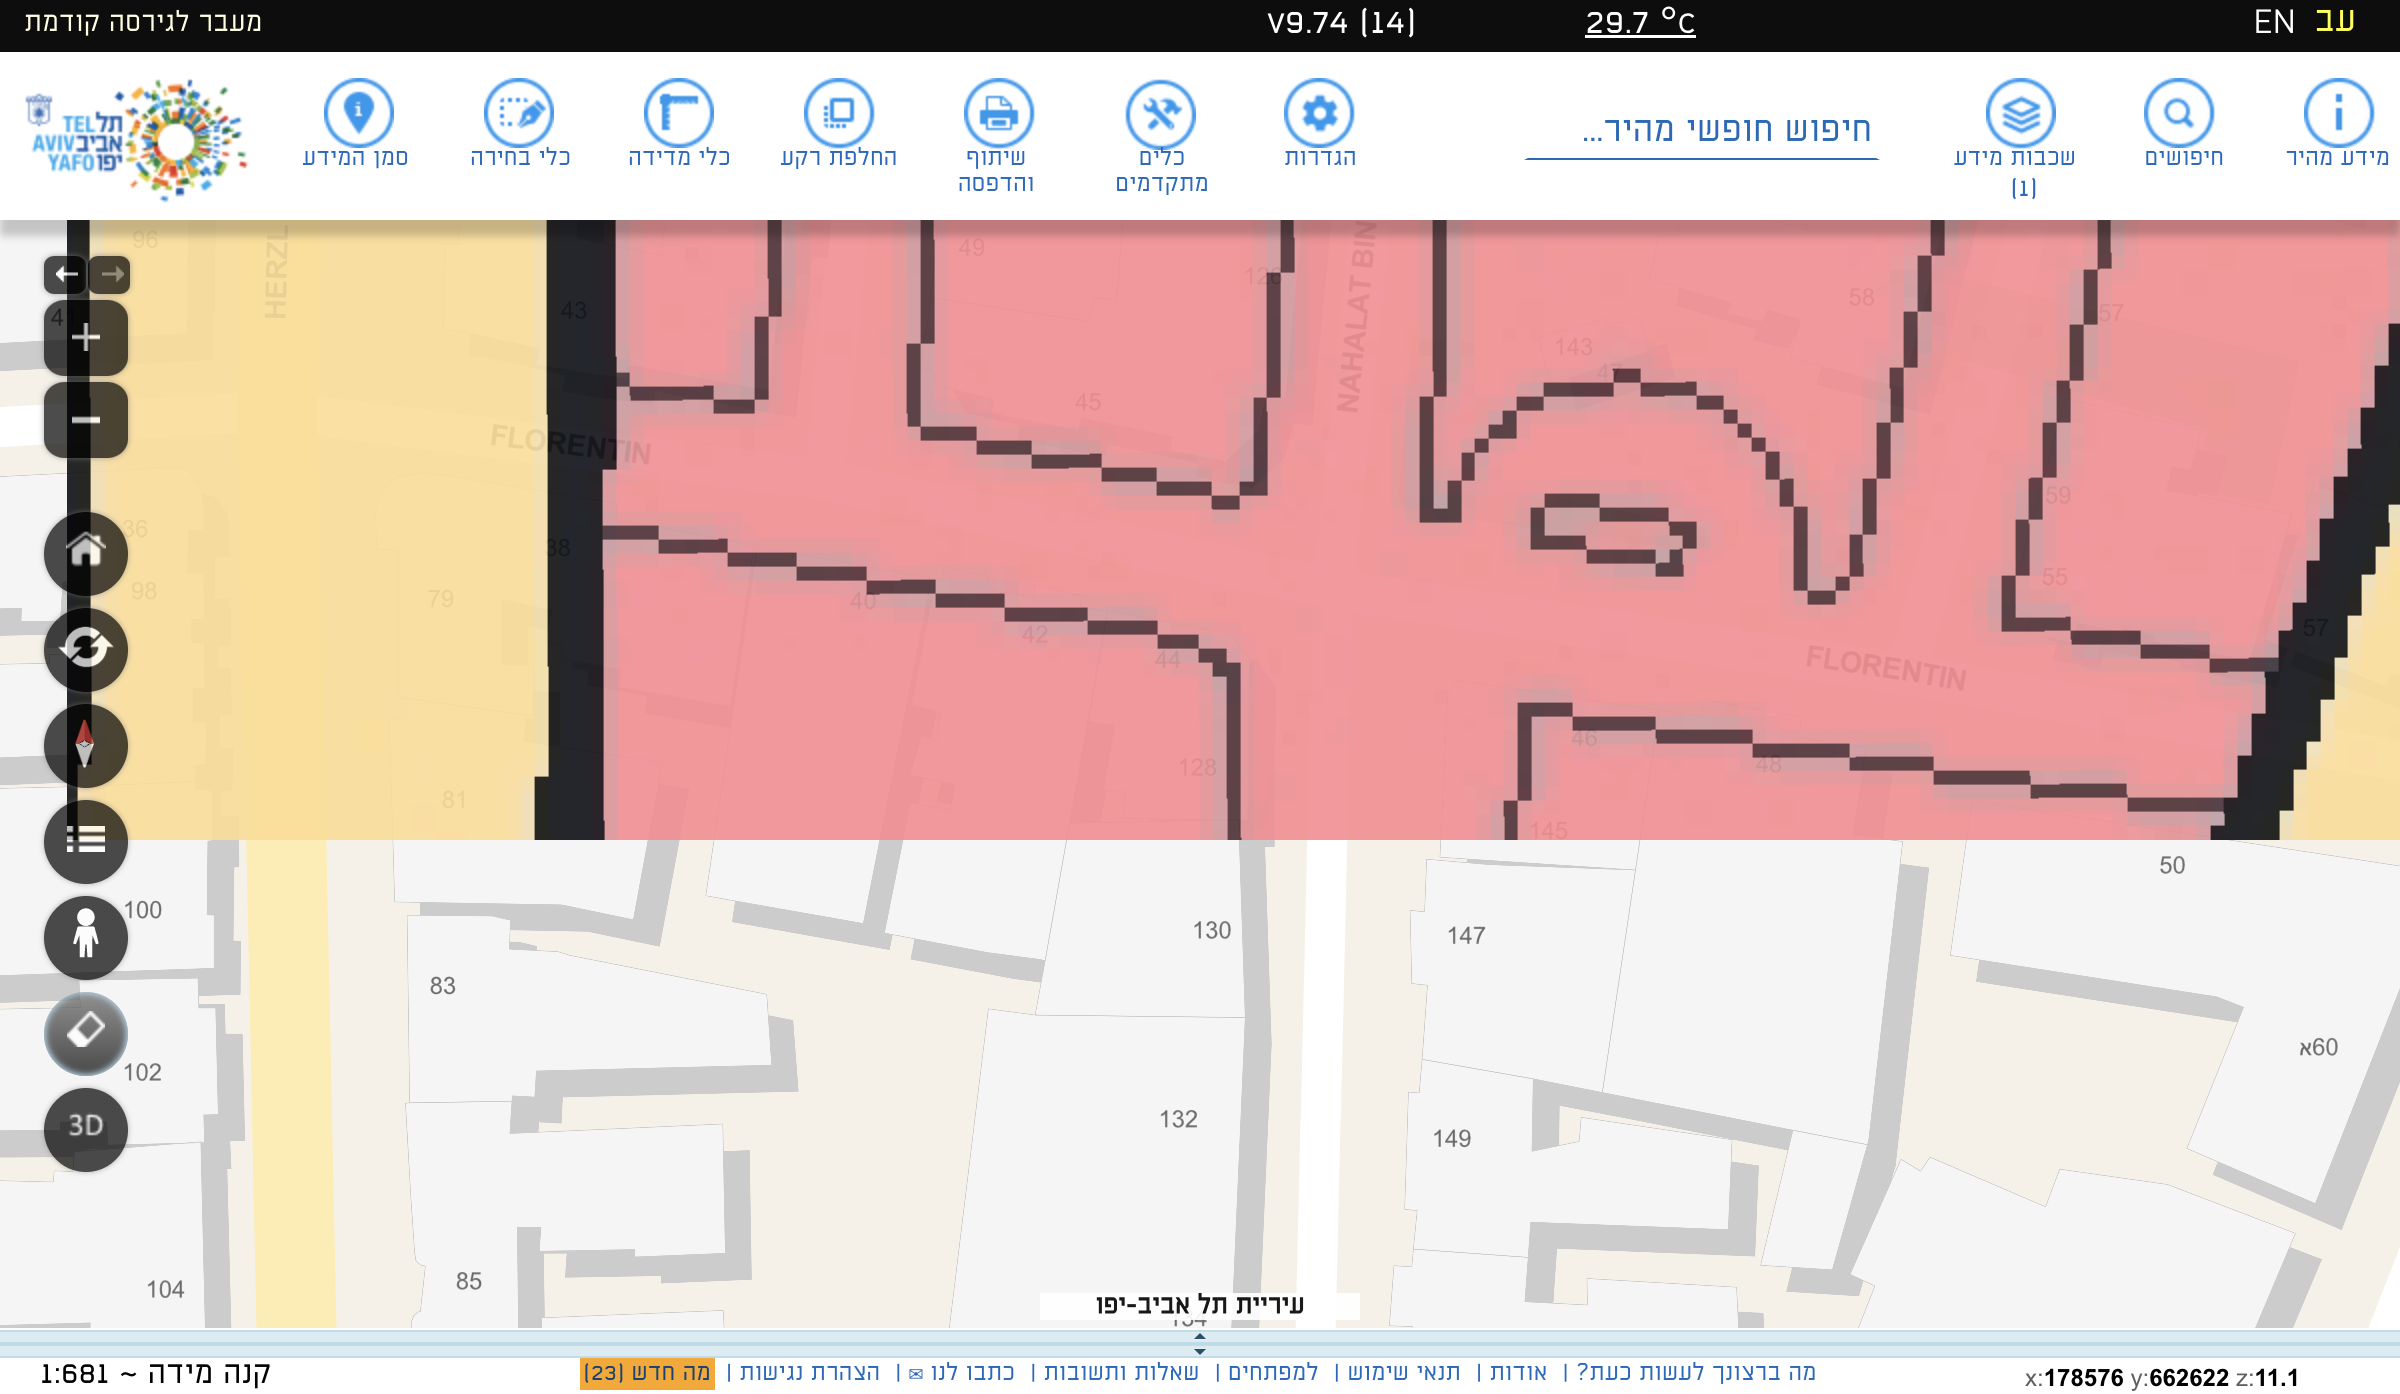 מעבר לגירסה קודמת
V9.74 (14)
29.7 °C
EN עב
TEL AVIV YAFO
תל אביב יפו
סמן המידע
כלי בחירה
כלי מדידה
החלפת רקע
שיתוף והדפסה
כלים מתקדמים
הגדרות
חיפוש חופשי מהיר...
שכבות מידע (1)
חיפושים
מידע מהיר
96
HERZL
43
49
NAHALAT BIN
58
57
143
45
FLORENTIN
36
38
98
79
40
42
44
59
55
57
FLORENTIN
128
46
48
81
145
50
100
130
147
83
60א
102
132
149
3D
104
85
134
עיריית תל אביב-יפו
קנה מידה ~ 1:681
מה ברצונך לעשות כעת? | אודות | תנאי שימוש | למפתחים | שאלות ותשובות | כתבו לנו ✉ | הצהרת נגישות | מה חדש (23)
x:178576 y:662622 z:11.1